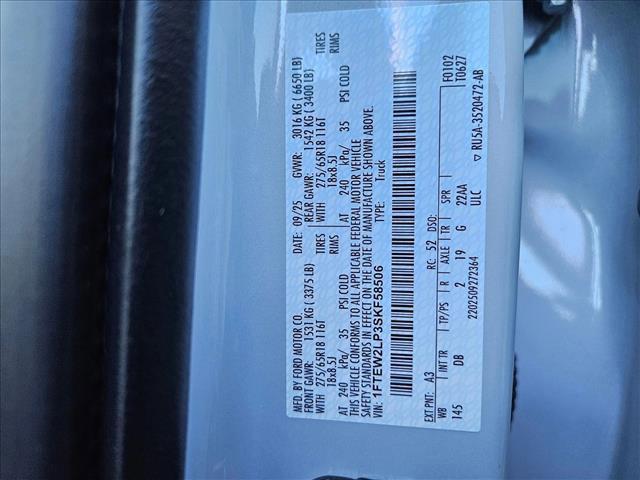 MFD. BY FORD MOTOR CO. DATE: 09/25 GVWR: 3016 KG ( 6650 LB)
FRONT GAWR: 1531 KG ( 3375 LB) REAR GAWR: 1542 KG ( 3400 LB)
WITH 275/65R18 116T TIRES WITH 275/65R18 116T TIRES
18x8.5J RIMS 18x8.5J RIMS
AT 240 kPa/ 35 PSI COLD AT 240 kPa/ 35 PSI COLD
THIS VEHICLE CONFORMS TO ALL APPLICABLE FEDERAL MOTOR VEHICLE
SAFETY STANDARDS IN EFFECT ON THE DATE OF MANUFACTURE SHOWN ABOVE.
VIN: 1FTEW2LP3SKF58506 TYPE: Truck
EXT PNT: A3 RC: 52 DSO: F0102
WB INT TR TP/PS R AXLE TR SPR T0627
145 DB 2 19 G 22AA
2202509272364 ULC ▽ RU5A-3520472-AB